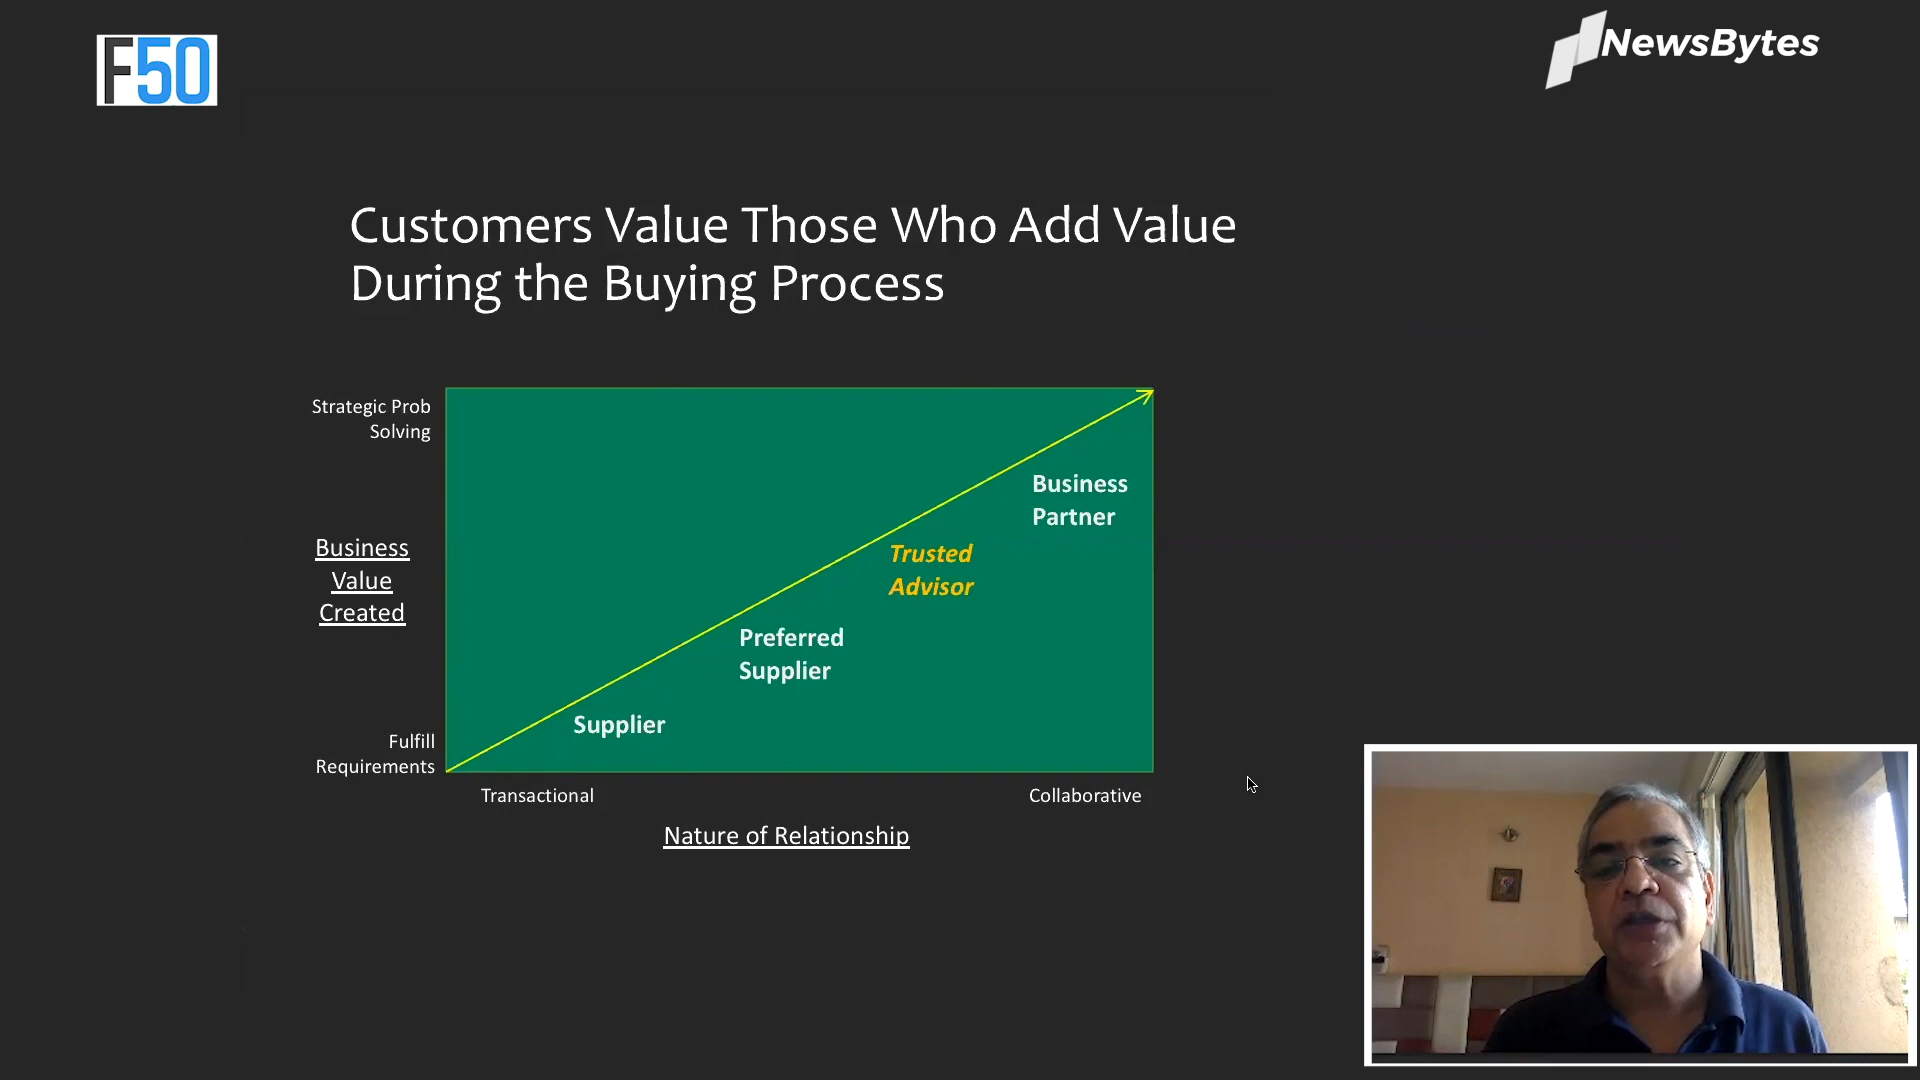 F50
NewsBytes
Customers Value Those Who Add Value
During the Buying Process
Strategic Prob
Solving
Business
Partner
Trusted
Advisor
Business
Value
Created
Preferred
Supplier
Supplier
Fulfill
Requirements
Transactional
Collaborative
Nature of Relationship